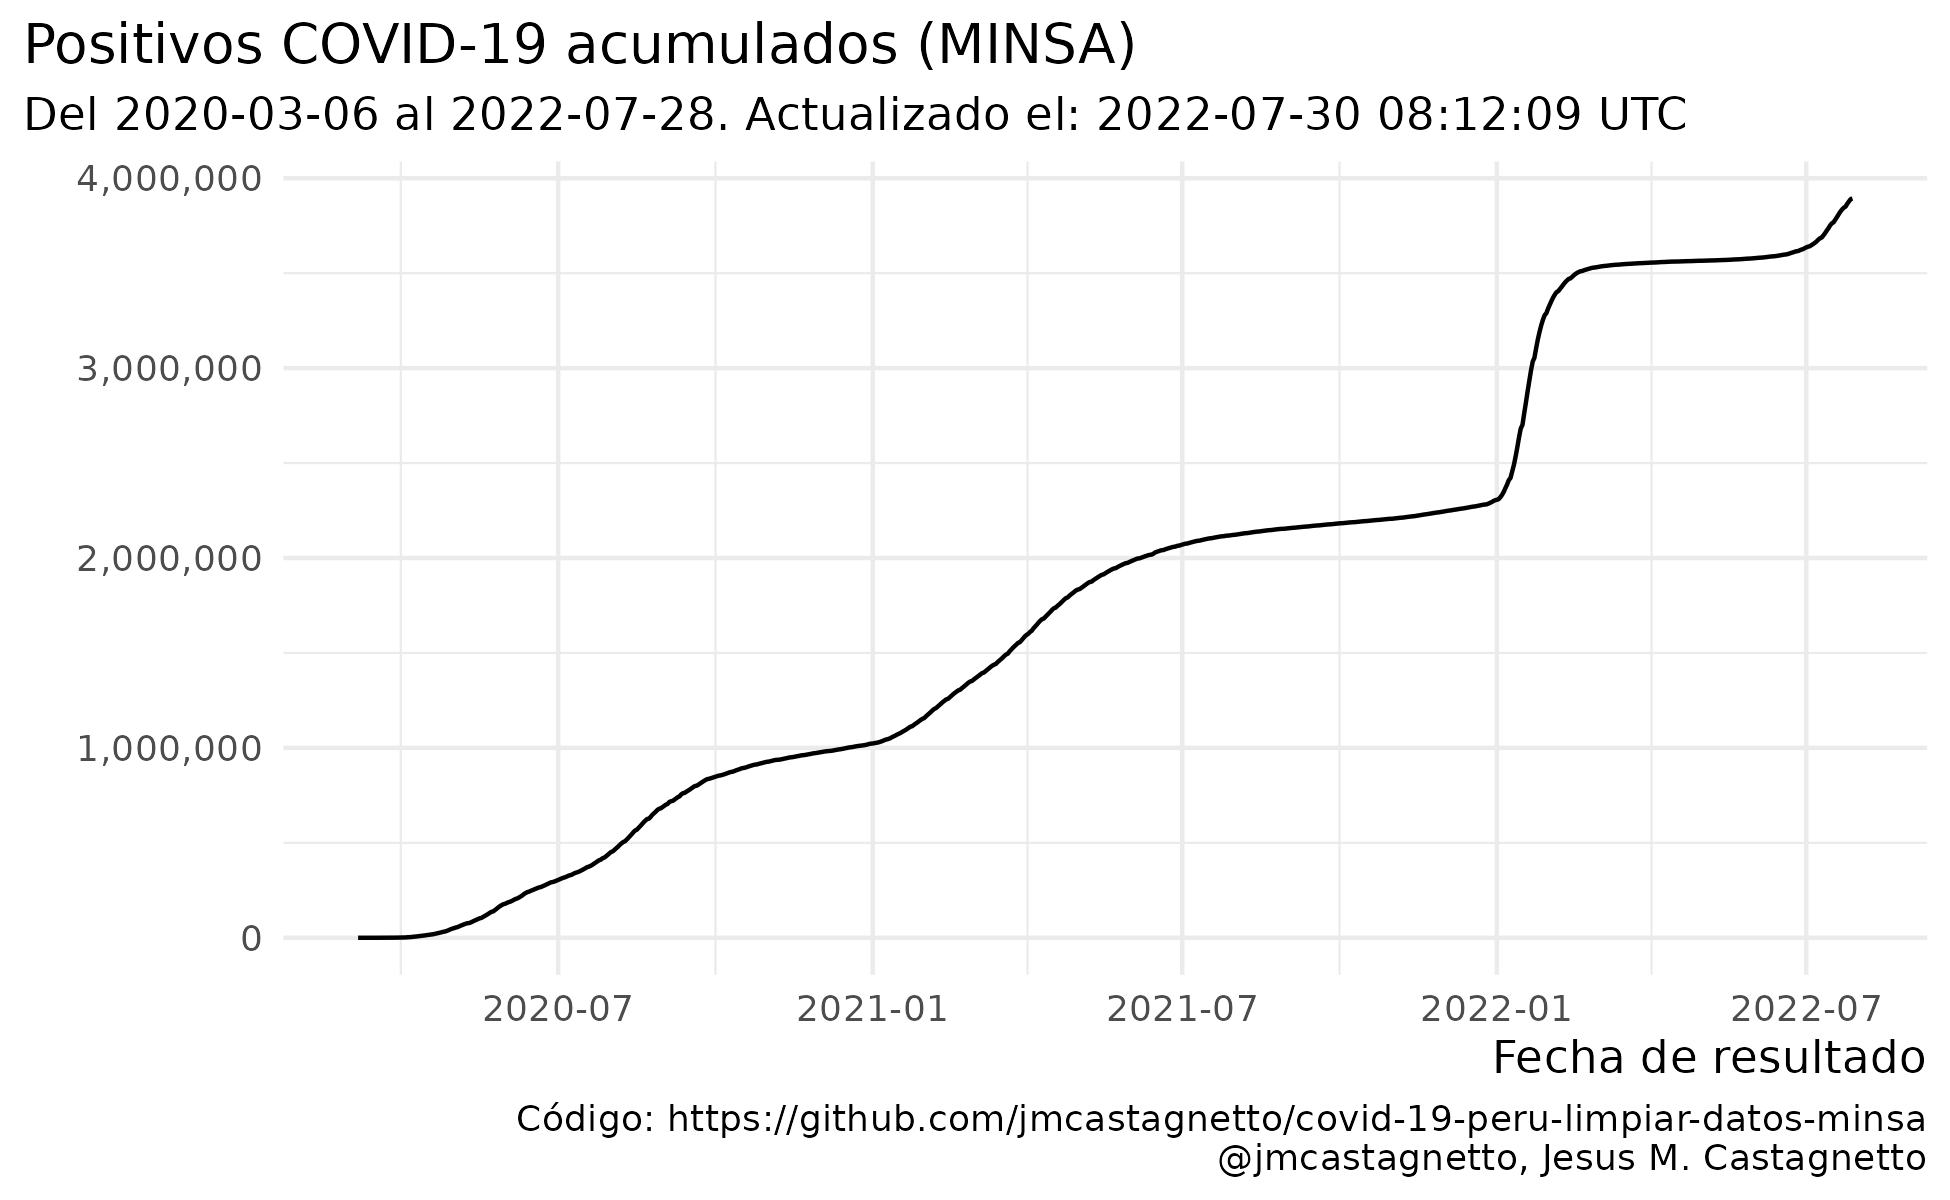 Positivos COVID-19 acumulados (MINSA)
Del 2020-03-06 al 2022-07-28. Actualizado el: 2022-07-30 08:12:09 UTC
4,000,000
3,000,000
2,000,000
1,000,000
0
2020-07 2021-01 2021-07 2022-01 2022-07
Fecha de resultado
Código: https://github.com/jmcastagnetto/covid-19-peru-limpiar-datos-minsa
@jmcastagnetto, Jesus M. Castagnetto